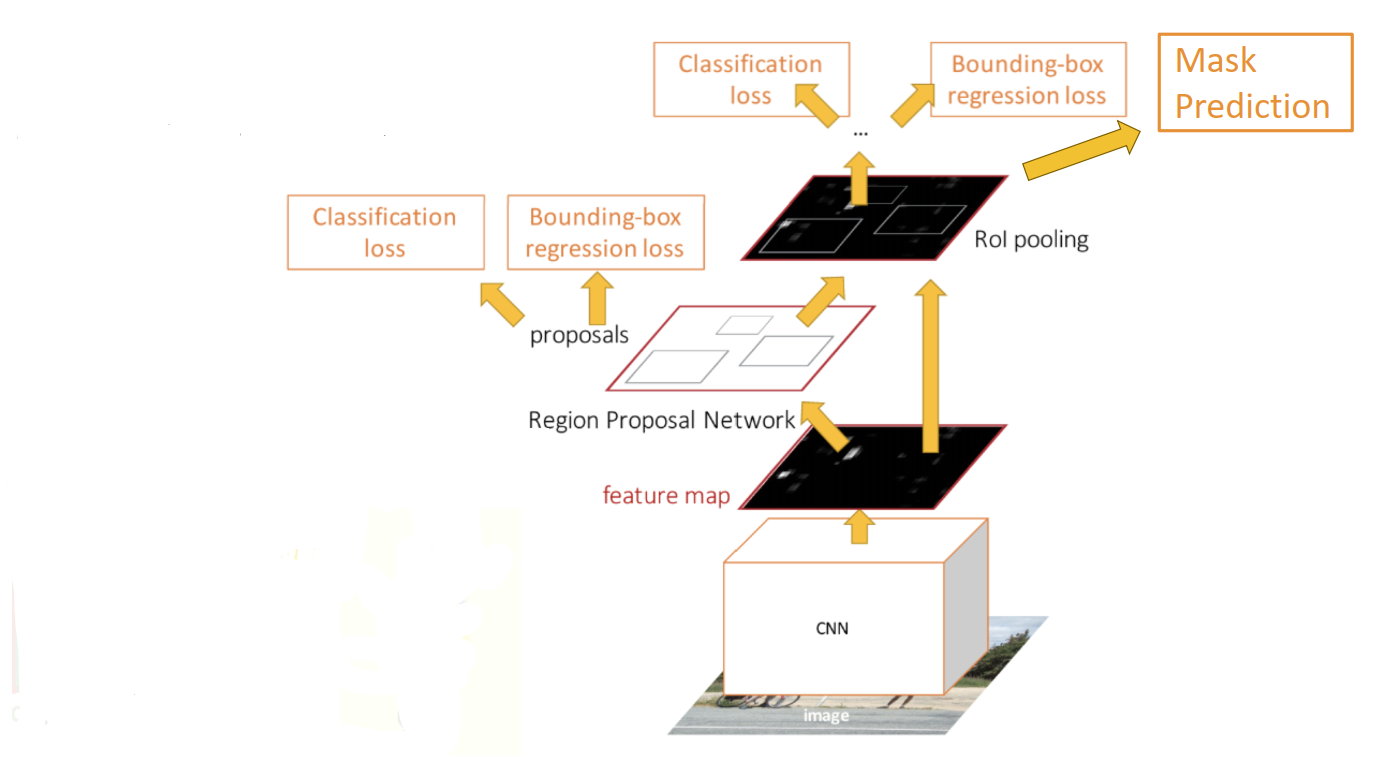 Classification
loss
Bounding-box
regression loss
Mask
Prediction
...
Classification
loss
Bounding-box
regression loss
RoI pooling
proposals
Region Proposal Network
feature map
CNN
image